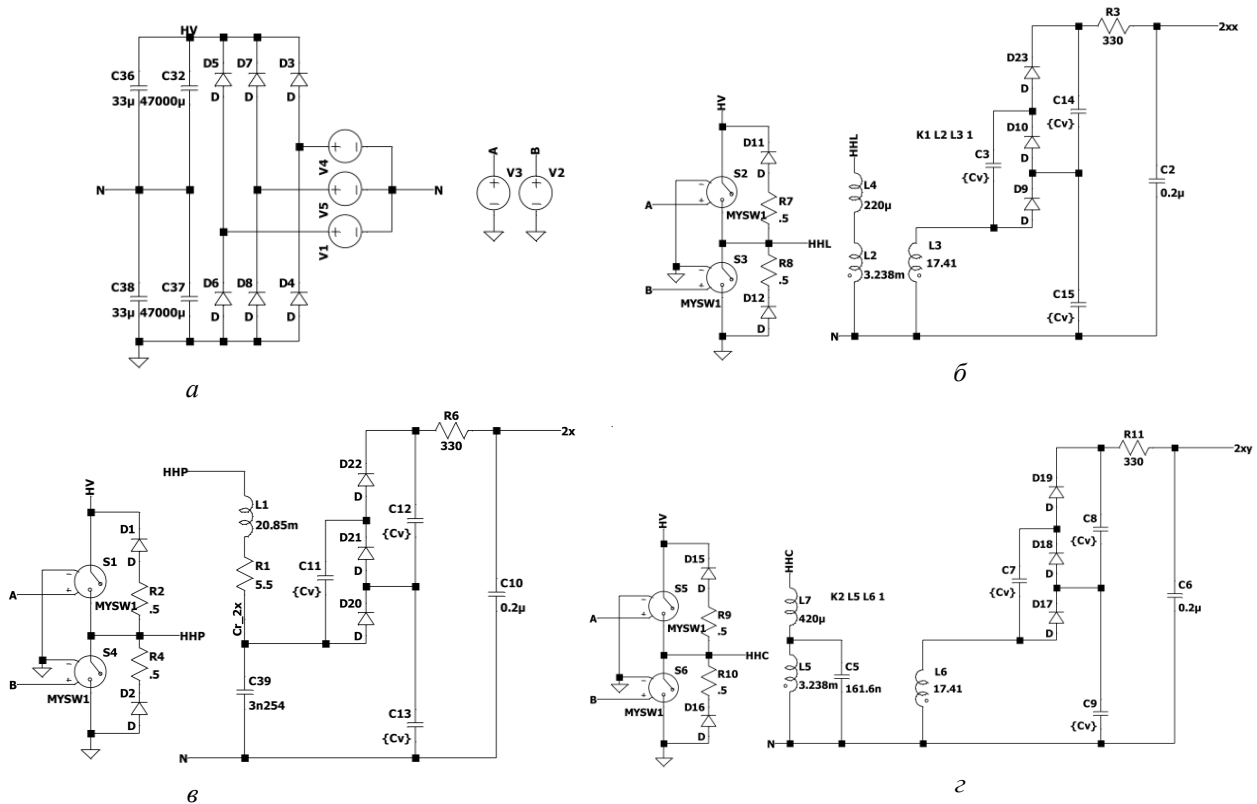 HV
C36
C32
D5
D7
D3
33µ
47000µ
D
D
D
N
+
−
V4
+
−
V5
+
−
V1
N
C38
C37
D6
D8
D4
33µ
47000µ
D
D
D
A
B
V3
V2
а
HV
D11
D
S2
A
MYSW1
R7
.5
HHL
S3
R8
.5
B
MYSW1
D12
D
HHL
L4
220µ
L2
3.238m
L3
17.41
K1 L2 L3 1
R3
330
2xx
D23
D
C14
{Cv}
D10
D
C3
{Cv}
D9
D
C2
0.2µ
C15
{Cv}
N
б
HV
D1
D
S1
A
MYSW1
R2
.5
HHP
S4
R4
.5
B
MYSW1
D2
D
HHP
L1
20.85m
R1
5.5
Cr_2x
C39
3n254
N
R6
330
2x
D22
D
C12
{Cv}
D21
D
C11
{Cv}
D20
D
C10
0.2µ
C13
{Cv}
в
HV
D15
D
S5
A
MYSW1
R9
.5
HHC
S6
R10
.5
B
MYSW1
D16
D
HHC
L7
420µ
K2 L5 L6 1
L5
3.238m
C5
161.6n
L6
17.41
R11
330
2xy
D19
D
C8
{Cv}
D18
D
C7
{Cv}
D17
D
C6
0.2µ
C9
{Cv}
N
г